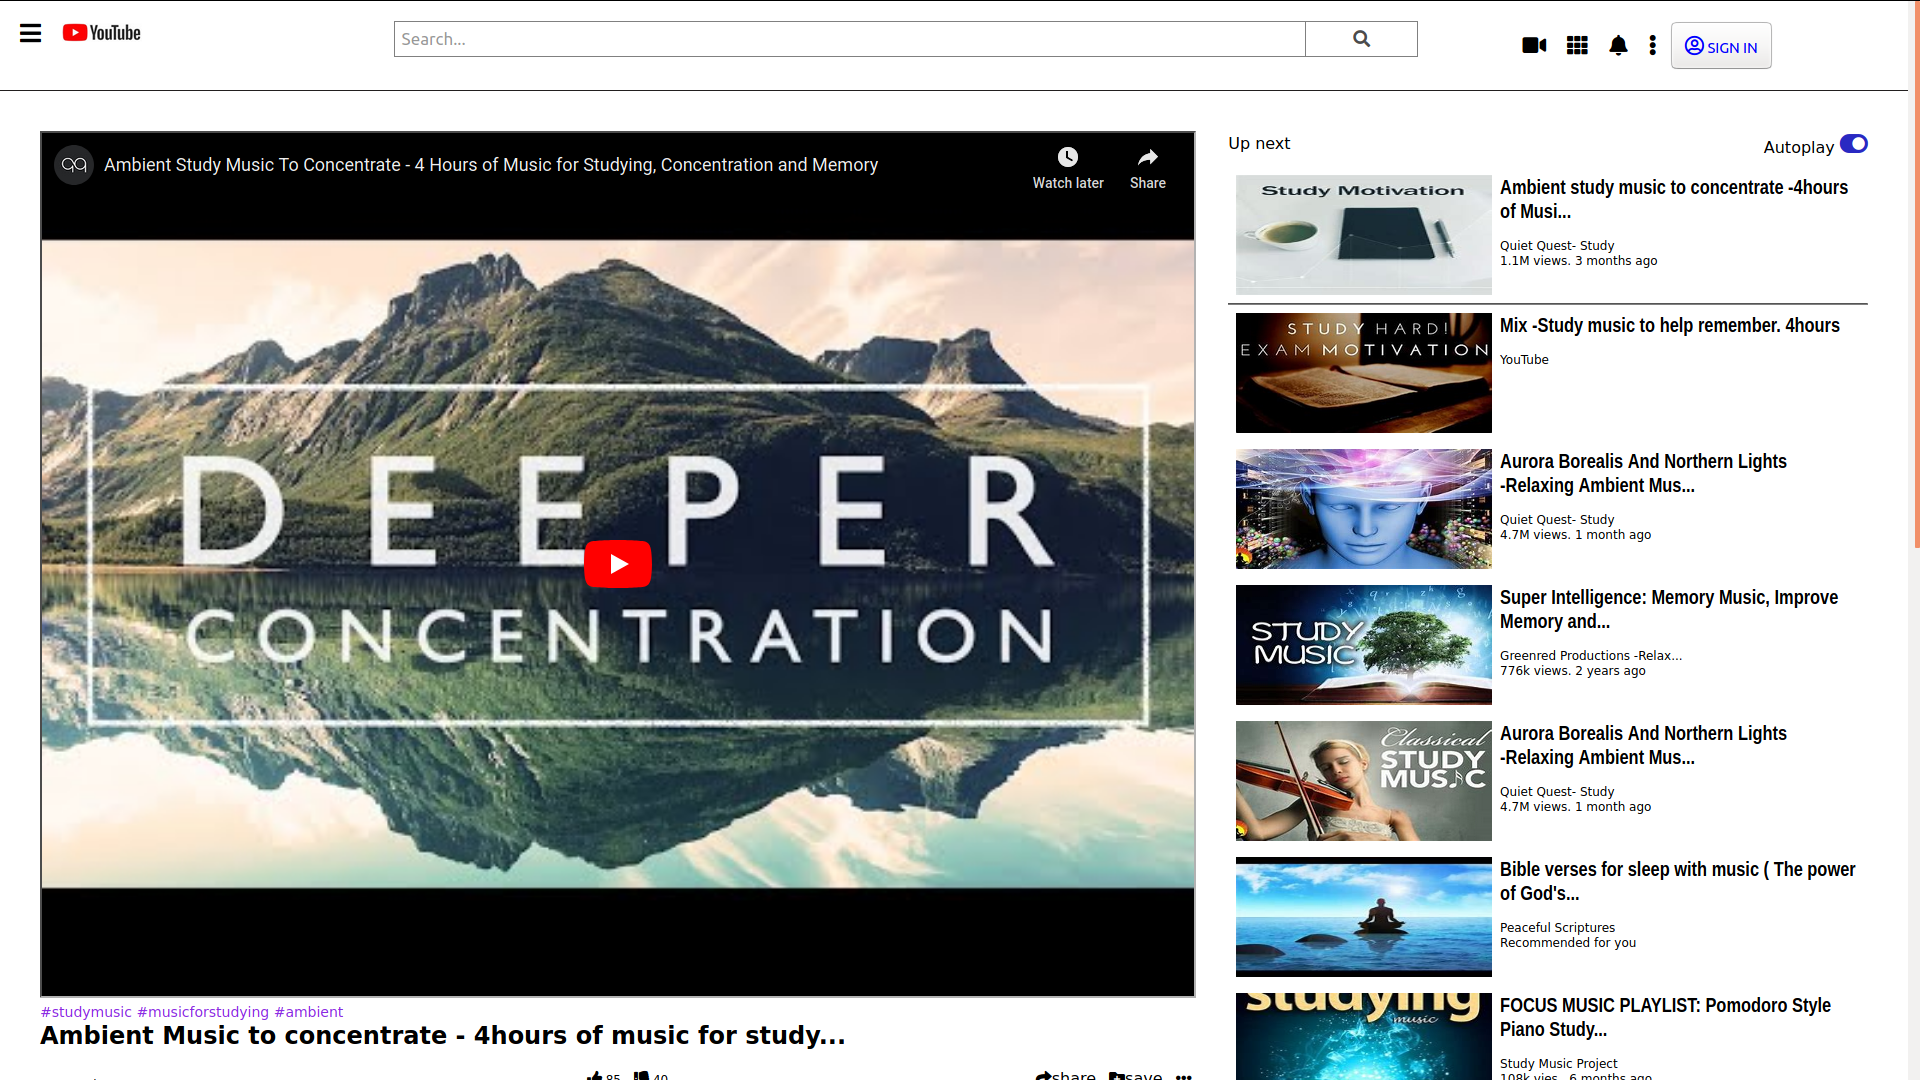 YouTube
Search...
SIGN IN
Ambient Study Music To Concentrate - 4 Hours of Music for Studying, Concentration and Memory
Watch later
Share
DEEPER
CONCENTRATION
#studymusic #musicforstudying #ambient
Ambient Music to concentrate - 4hours of music for study...
85
40
share
save
Up next
Autoplay
Study Motivation
Ambient study music to concentrate -4hours
of Musi...
Quiet Quest- Study
1.1M views. 3 months ago
STUDY HARD!
EXAM MOTIVATION
Mix -Study music to help remember. 4hours
YouTube
Aurora Borealis And Northern Lights
-Relaxing Ambient Mus...
Quiet Quest- Study
4.7M views. 1 month ago
STUDY
MUSIC
Super Intelligence: Memory Music, Improve
Memory and...
Greenred Productions -Relax...
776k views. 2 years ago
Classical
STUDY
MUSIC
Aurora Borealis And Northern Lights
-Relaxing Ambient Mus...
Quiet Quest- Study
4.7M views. 1 month ago
Bible verses for sleep with music ( The power
of God's...
Peaceful Scriptures
Recommended for you
studying
music
FOCUS MUSIC PLAYLIST: Pomodoro Style
Piano Study...
Study Music Project
108k vies.. 6 months ago